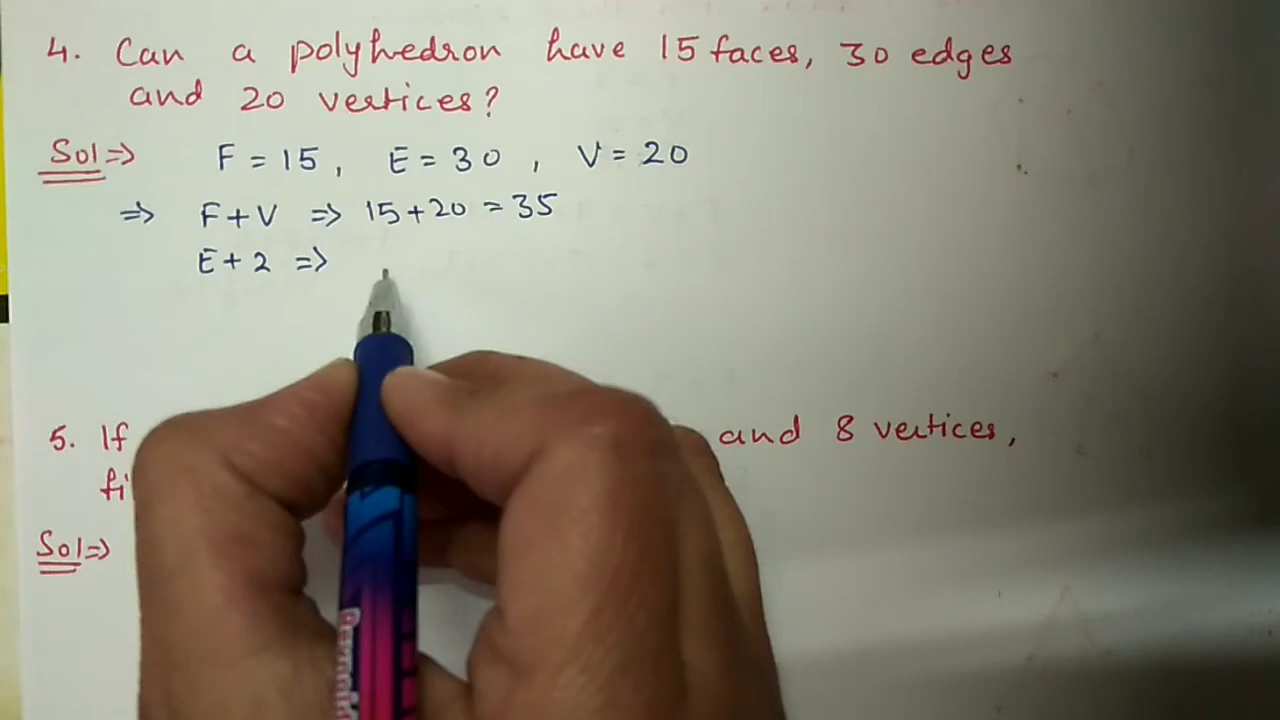 4. Can a polyhedron have 15 faces, 30 edges
and 20 vertices?
Sol => F = 15 , E = 30 , V = 20
=> F + V => 15 + 20 = 35
E + 2 =>
5. If and 8 vertices,
Sol =>